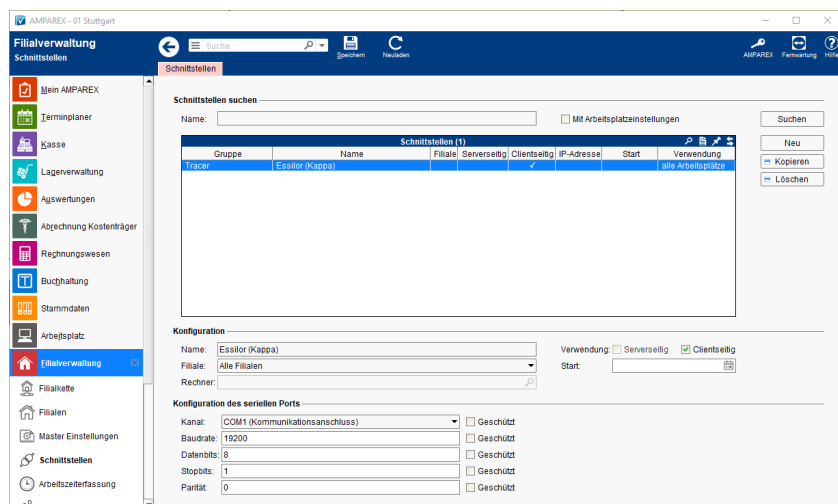 AMPAREX - 01 Stuttgart
Filialverwaltung
Schnittstellen
Suche
Speichern
Neuladen
AMPAREX
Fernwartung
Hilfe
Schnittstellen
Mein AMPAREX
Terminplaner
Kasse
Lagerverwaltung
Auswertungen
Abrechnung Kostenträger
Rechnungswesen
Buchhaltung
Stammdaten
Arbeitsplatz
Filialverwaltung
Filialkette
Filialen
Master Einstellungen
Schnittstellen
Arbeitszeiterfassung
Schnittstellen suchen
Name:
Mit Arbeitsplatzeinstellungen
Suchen
Schnittstellen (1)
Neu
Gruppe Name Filiale Serverseitig Clientseitig IP-Adresse Start Verwendung
Tracer Essilor (Kappa) ✓ alle Arbeitsplätze
Kopieren
Löschen
Konfiguration
Name: Essilor (Kappa) Verwendung: Serverseitig Clientseitig
Filiale: Alle Filialen Start:
Rechner:
Konfiguration des seriellen Ports
Kanal: COM1 (Kommunikationsanschluss) Geschützt
Baudrate: 19200 Geschützt
Datenbits: 8 Geschützt
Stopbits: 1 Geschützt
Parität: 0 Geschützt